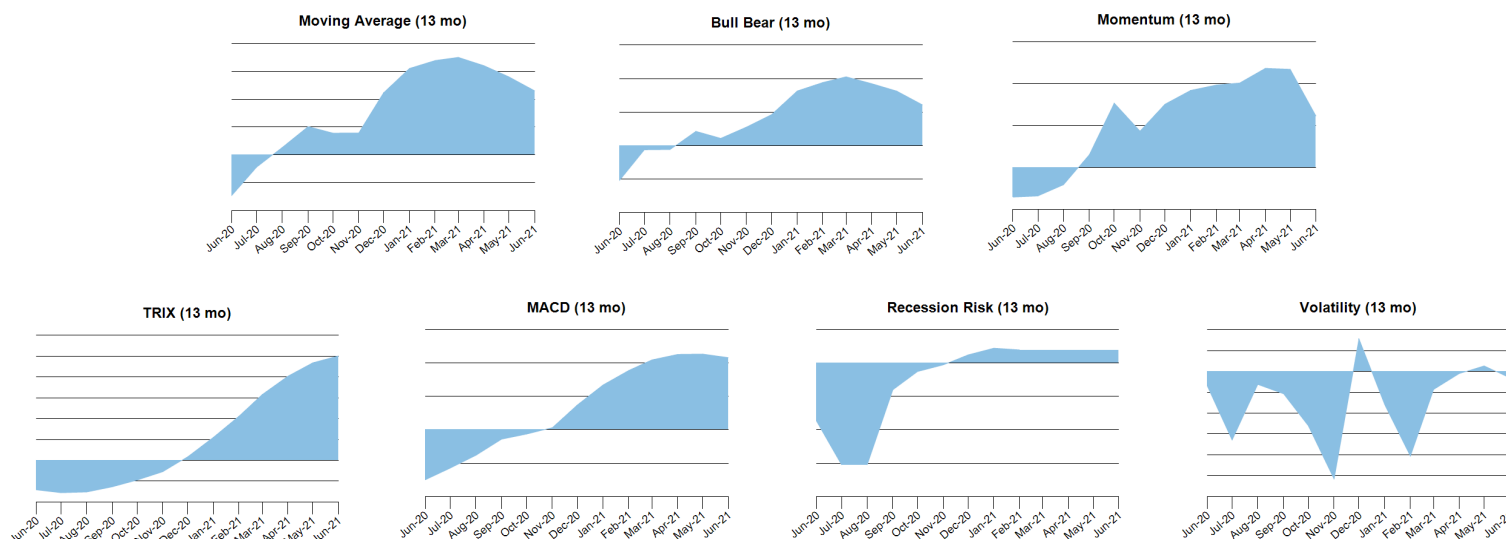 Moving Average (13 mo)
Jun-20 Jul-20 Aug-20 Sep-20 Oct-20 Nov-20 Dec-20 Jan-21 Feb-21 Mar-21 Apr-21 May-21 Jun-21
Bull Bear (13 mo)
Jun-20 Jul-20 Aug-20 Sep-20 Oct-20 Nov-20 Dec-20 Jan-21 Feb-21 Mar-21 Apr-21 May-21 Jun-21
Momentum (13 mo)
Jun-20 Jul-20 Aug-20 Sep-20 Oct-20 Nov-20 Dec-20 Jan-21 Feb-21 Mar-21 Apr-21 May-21 Jun-21
TRIX (13 mo)
Jun-20 Jul-20 Aug-20 Sep-20 Oct-20 Nov-20 Dec-20 Jan-21 Feb-21 Mar-21 Apr-21 May-21 Jun-21
MACD (13 mo)
Jun-20 Jul-20 Aug-20 Sep-20 Oct-20 Nov-20 Dec-20 Jan-21 Feb-21 Mar-21 Apr-21 May-21 Jun-21
Recession Risk (13 mo)
Jun-20 Jul-20 Aug-20 Sep-20 Oct-20 Nov-20 Dec-20 Jan-21 Feb-21 Mar-21 Apr-21 May-21 Jun-21
Volatility (13 mo)
Jun-20 Jul-20 Aug-20 Sep-20 Oct-20 Nov-20 Dec-20 Jan-21 Feb-21 Mar-21 Apr-21 May-21